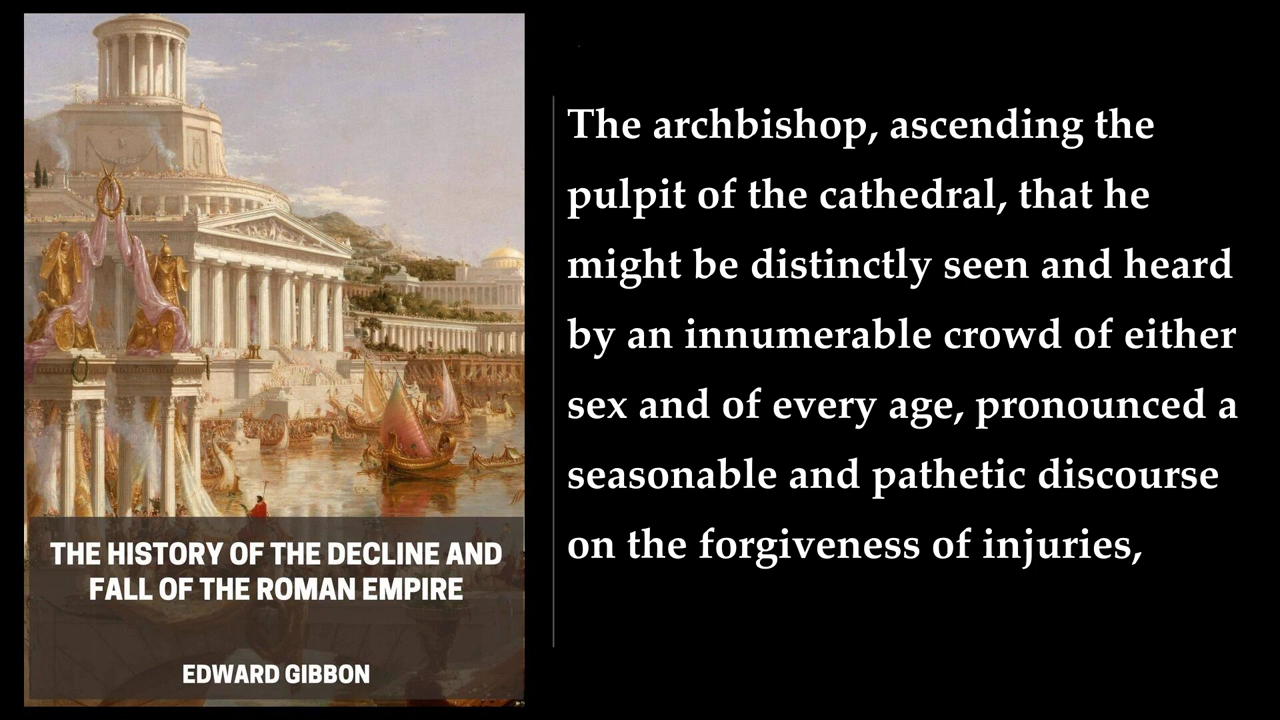 THE HISTORY OF THE DECLINE AND
FALL OF THE ROMAN EMPIRE
EDWARD GIBBON
The archbishop, ascending the
pulpit of the cathedral, that he
might be distinctly seen and heard
by an innumerable crowd of either
sex and of every age, pronounced a
seasonable and pathetic discourse
on the forgiveness of injuries,